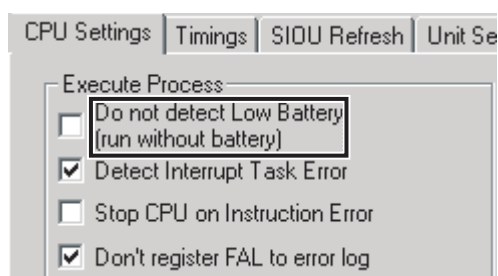 CPU Settings Timings SIOU Refresh Unit Se
Execute Process
Do not detect Low Battery
(run without battery)
Detect Interrupt Task Error
Stop CPU on Instruction Error
Don't register FAL to error log